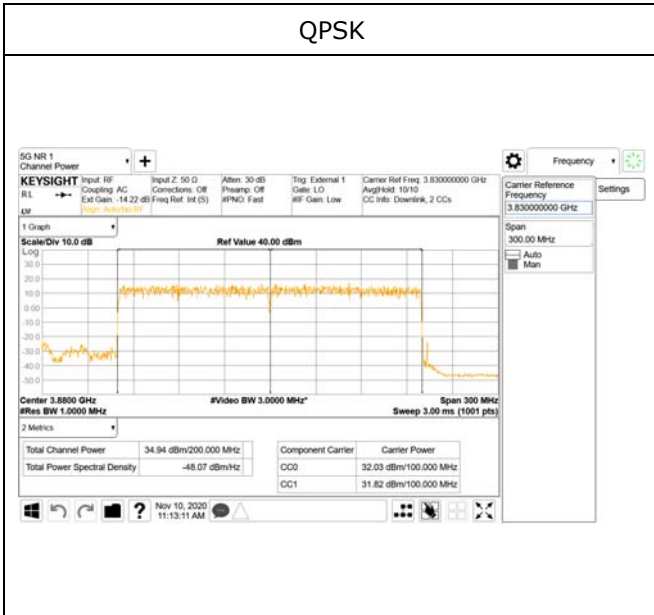 QPSK
5G NR 1
Channel Power
Frequency
KEYSIGHT Input: RF Input Z: 50 Ω Atten: 30 dB Trig: External 1 Carrier Ref Freq: 3.830000000 GHz
RL Coupling: AC Corrections: Off Preamp: Off Gate: LO Avg|Hold: 10/10
Ext Gain: -14.22 dB Freq Ref: Int (S) #PNO: Fast #IF Gain: Low CC Info: Downlink, 2 CCs
Align: Auto/No RF
Carrier Reference
Frequency
3.830000000 GHz
Settings
Span
300.00 MHz
Auto
Man
1 Graph
Scale/Div 10.0 dB Ref Value 40.00 dBm
Log
30.0
20.0
10.0
0.00
-10.0
-20.0
-30.0
-40.0
-50.0
Center 3.8800 GHz #Video BW 3.0000 MHz* Span 300 MHz
#Res BW 1.0000 MHz Sweep 3.00 ms (1001 pts)
2 Metrics
Total Channel Power 34.94 dBm/200.000 MHz Component Carrier Carrier Power
Total Power Spectral Density -48.07 dBm/Hz CC0 32.03 dBm/100.000 MHz
CC1 31.82 dBm/100.000 MHz
Nov 10, 2020
11:13:11 AM